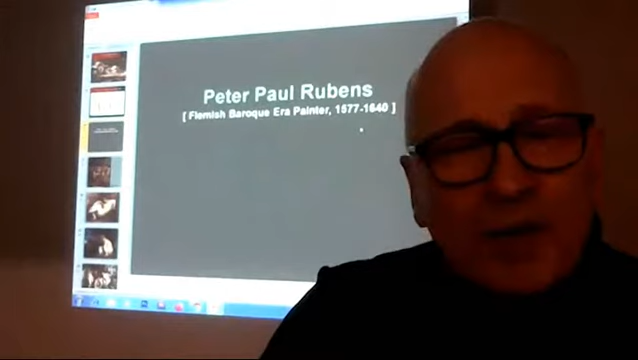 Peter Paul Rubens
[ Flemish Baroque Era Painter, 1577-1640 ]